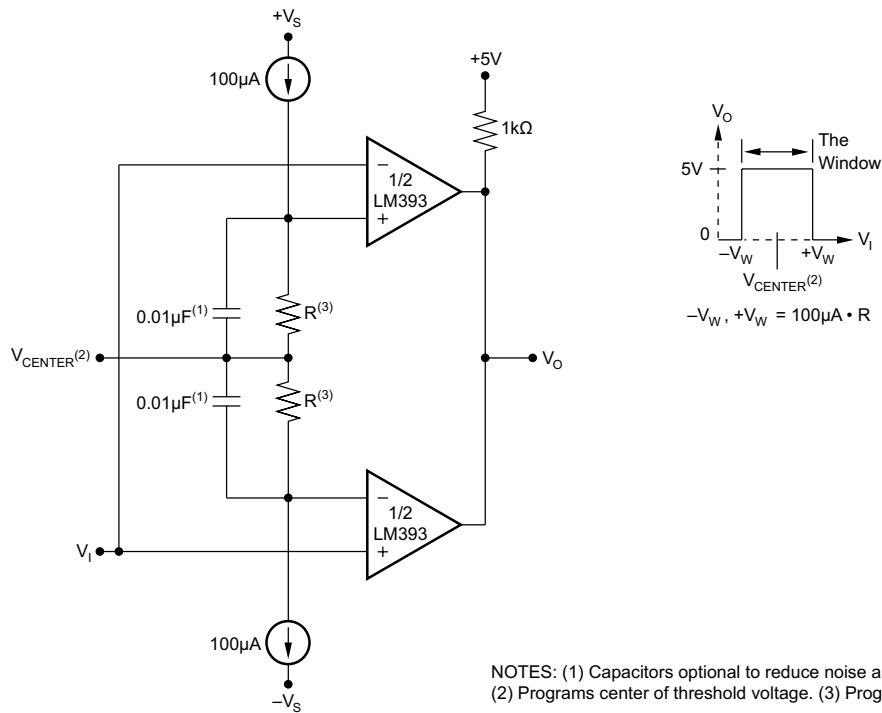 +V_S
100µA
+5V
1kΩ
−
1/2
LM393
+
0.01µF(1)
R(3)
V_CENTER(2)
V_O
0.01µF(1)
R(3)
−
1/2
LM393
+
V_I
100µA
−V_S
V_O
The
Window
5V
0
V_I
−V_W
+V_W
V_CENTER(2)
−V_W, +V_W = 100µA • R
NOTES: (1) Capacitors optional to reduce noise a
(2) Programs center of threshold voltage. (3) Prog